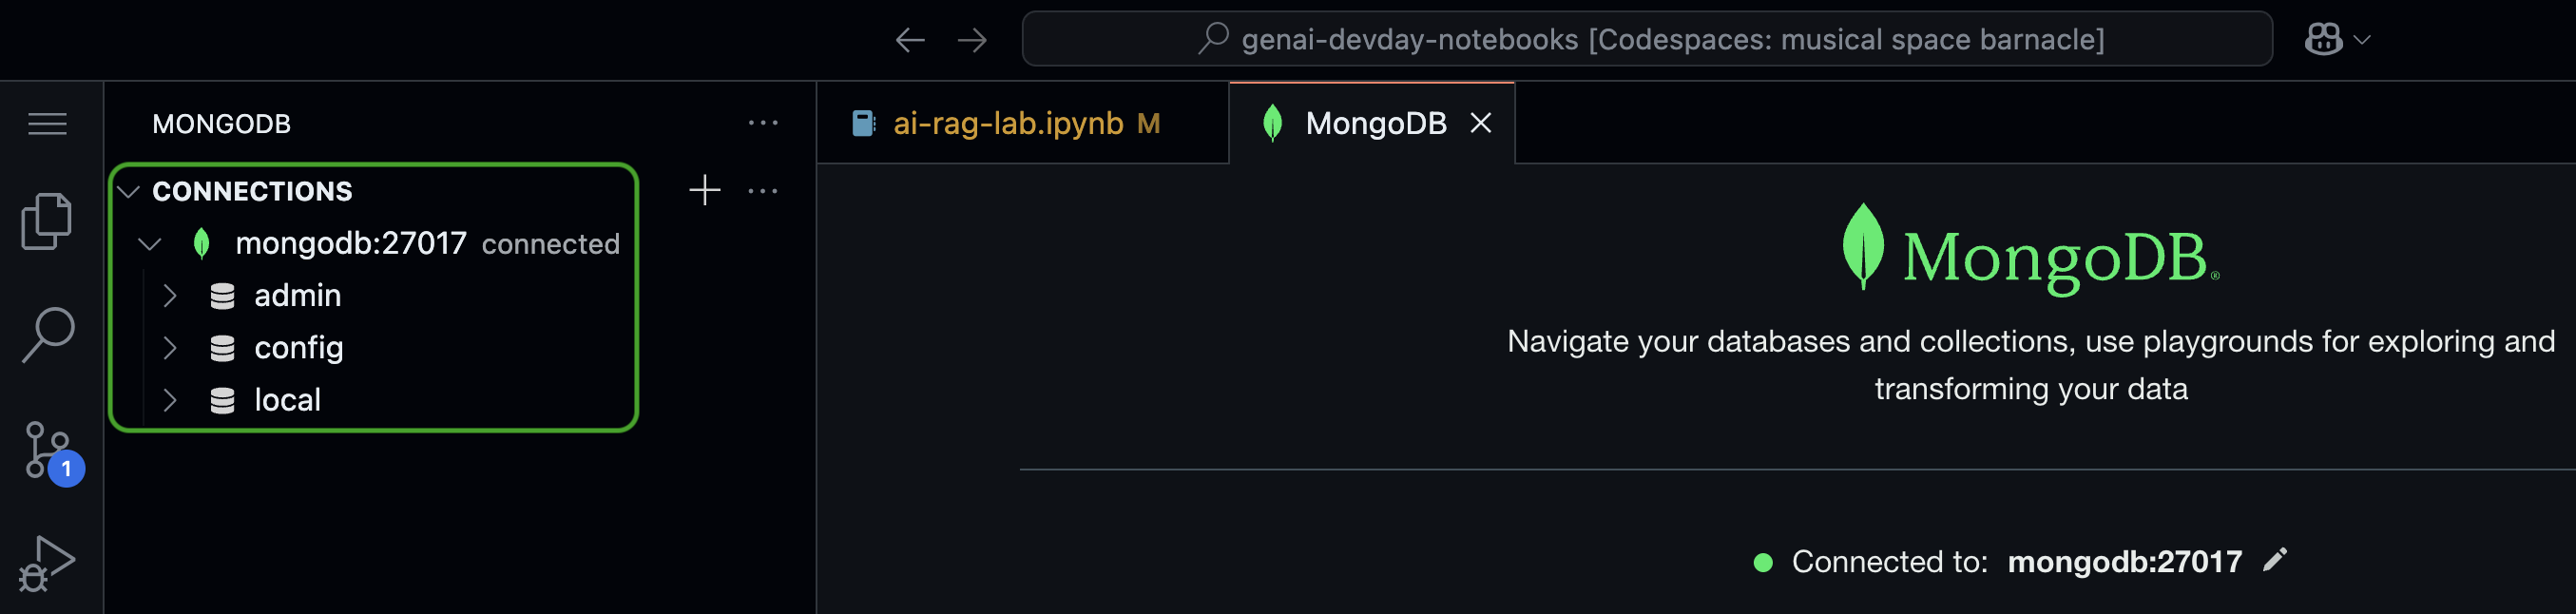 genai-devday-notebooks [Codespaces: musical space barnacle]
MONGODB
CONNECTIONS
mongodb:27017 connected
admin
config
local
1
ai-rag-lab.ipynb M
MongoDB
MongoDB®
Navigate your databases and collections, use playgrounds for exploring and
transforming your data
Connected to: mongodb:27017